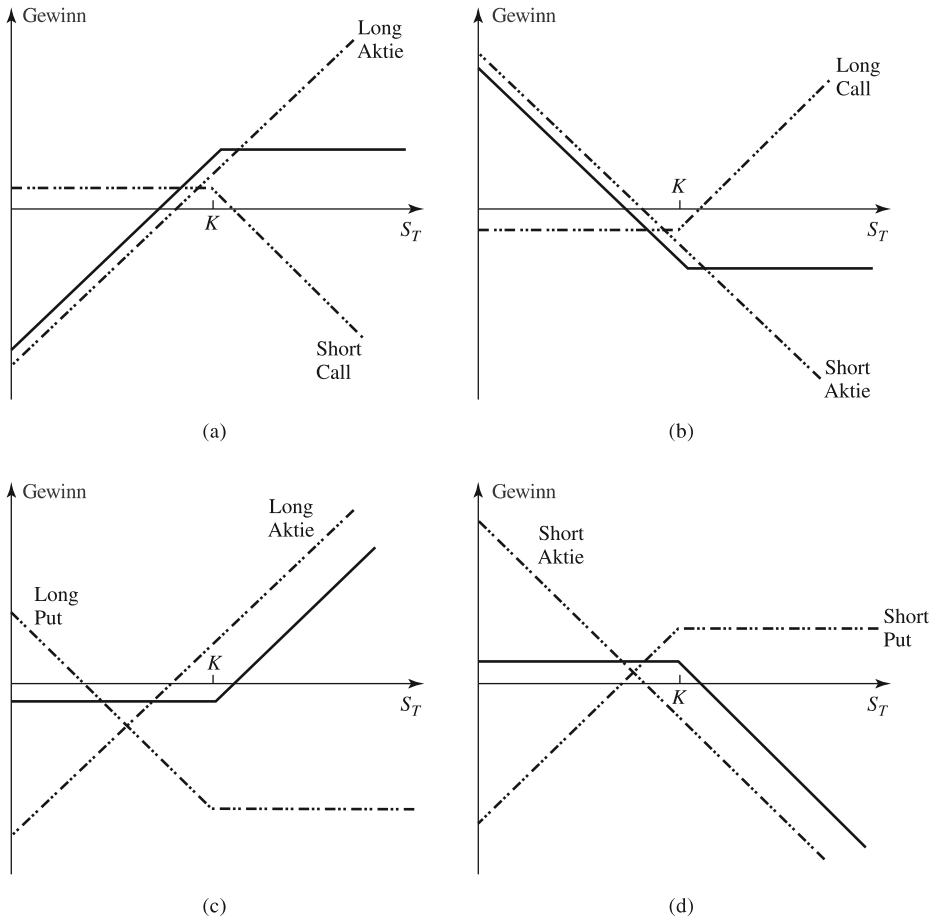 Gewinn
Long
Aktie
K
S_T
Short
Call
(a)
Gewinn
Long
Call
K
S_T
Short
Aktie
(b)
Gewinn
Long
Aktie
Long
Put
K
S_T
(c)
Gewinn
Short
Aktie
Short
Put
K
S_T
(d)